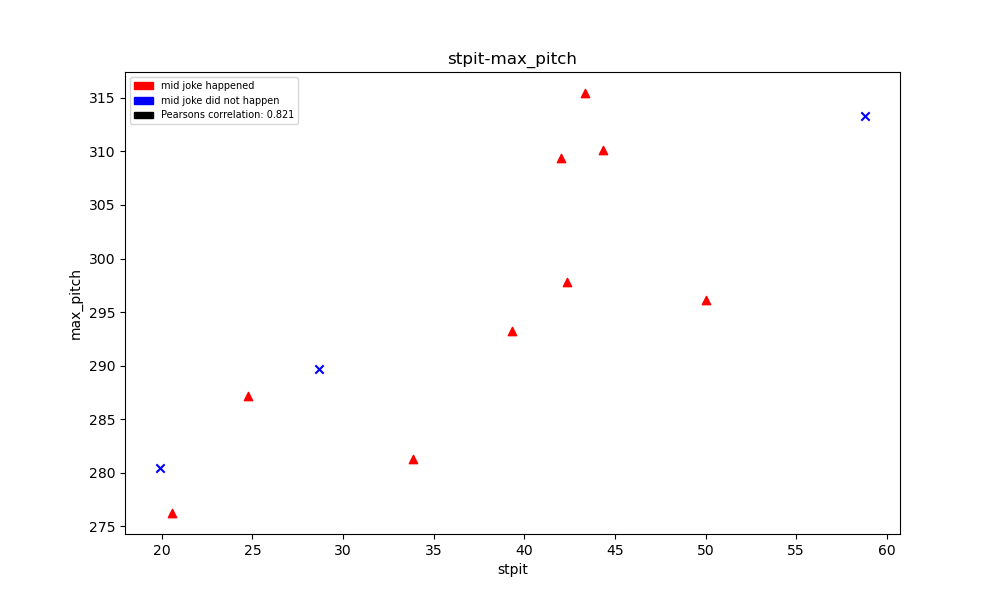 stpit-max_pitch
mid joke happened
mid joke did not happen
Pearsons correlation: 0.821
max_pitch
315
310
305
300
295
290
285
280
275
20 25 30 35 40 45 50 55 60
stpit